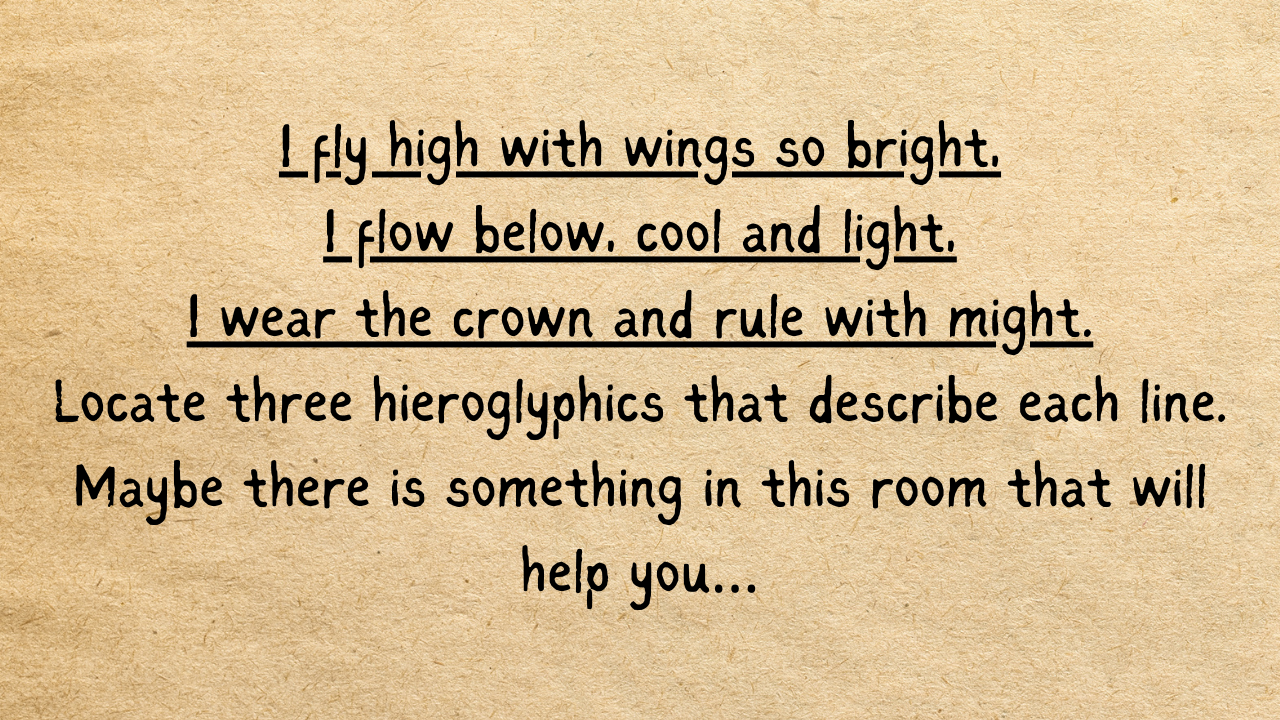 I fly high with wings so bright.
I flow below, cool and light.
I wear the crown and rule with might.
Locate three hieroglyphics that describe each line.
Maybe there is something in this room that will
help you...